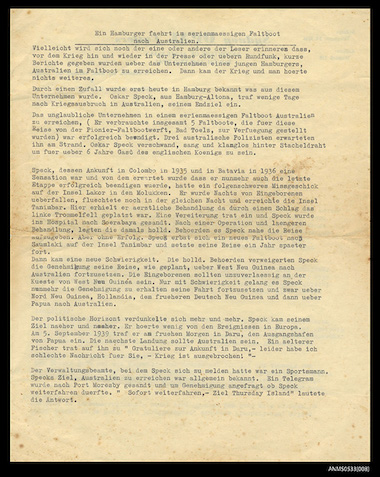 Ein Hamburger faehrt im serienmaessigen Faltboot
nach Australien.
Vielleicht wird sich noch der eine oder andere der Leser erinnern dass,
vor dem Krieg hin und wieder in der Presse oder ueber Rundfunk, kurze
Berichte gegeben wurden ueber das Unternehmen eines jungen Hamburgers,
Australien im Faltboot zu erreichen. Dann kam der Krieg und man hoerte
nichts weiteres.
Durch einen Zufall wurde erst heute in Hamburg bekannt was aus diesem
Unternehmen wurde. Oskar Speck, aus Hamburg-Altona, traf wenige Tage
nach Kriegsausbruch in Australien, seinem Endziel ein.
Das unglaubliche Unternehmen in einem serienmaessigen Faltboot Australien
zu erreichen, ( Er verbrauchte insgesamt 5 Faltboote, die fuer diese
Reise von der Pionier-Faltbootwerft, Bad Toelz, zur Verfuegung gestellt
wurden) war erfolgreich beendigt. Drei australische Polizisten erwarteten
ihn am Strand. Oskar Speck verschwand, sang und klanglos hinter Stacheldraht
um fuer ueber 6 Jahre Gast des englischen Koenigs zu sein.
Speck, dessen Ankunft in Colombo in 1935 und in Batavia in 1936 eine
Sensation war und von dem erwartet wurde dass er nunmehr auch die letzte
Etappe erfolgreich beendigen wuerde, hatte ein folgenschweres Missgeschick
auf der Insel Lakor in den Molukken. Er wurde Nachts von Eingeborenen
ueberfallen, fluechtete noch in der gleichen Nacht und erreichte die Insel
Tanimbar. Hier erhielt er aerztliche Behandlung da durch einen Schlag das
linke Trommelfell geplatzt war. Eine Vereiterung trat ein und Speck wurde
ins Hospital nach Soerabaya gesandt. Nach einer Operation und laengeren
Behandlung, legten die damals holld. Behoerden es Speck nahe die Reise
aufzugeben. Aber ohne Erfolg. Speck erbat sich ein neues Faltboot nach
Saumlaki auf der Insel Tanimbar und setzte seine Reise ein Jahr spaeter
fort.
Dann kam eine neue Schwierigkeit. Die holld. Behoerden verweigerten Speck
die Genehmigung seine Reise, wie geplant, ueber West Neu Guinea nach
Australien fortzusetzen. Die Eingeborenen sollten unzuverlaessig an der
Kueste von West Neu Guinea sein. Nur mit Schwierigkeit gelang es Speck
nunmehr die Genehmigung zu erhalten seine Fahrt fortzusetzen und zwar ueber
Nord Neu Guinea, Hollandia, dem frueheren Deutsch Neu Guinea und dann ueber
Papua nach Australien.
Der politische Horizont verdunkelte sich mehr und mehr. Speck kam seinem
Ziel naeher und naeher. Er hoerte wenig von den Ereignissen in Europa.
Am 5. September 1939 traf er am fruehen Morgen in Daru, den Ausgangshafen
von Papua ein. Die naechste Landung sollte Australien sein. Ein seltener
Fischer trat auf ihn zu " Gratuliere zur Ankunft in Daru,- leider habe ich
schlechte Nachricht fuer Sie, - Krieg ist ausgebrochen! "-
Der Verwaltungsbeamte, bei dem Speck sich zu melden hatte war ein Sportsmann.
Specks Ziel, Australien zu erreichen war allgemein bekannt. Ein Telegram
wurde nach Port Moresby gesandt und um Genehmigung angefragt ob Speck
weiterfahren duerfte. " Sofort weiterfahren,- Ziel Thursday Island" lautete
die Antwort.
ANMS0533[008]